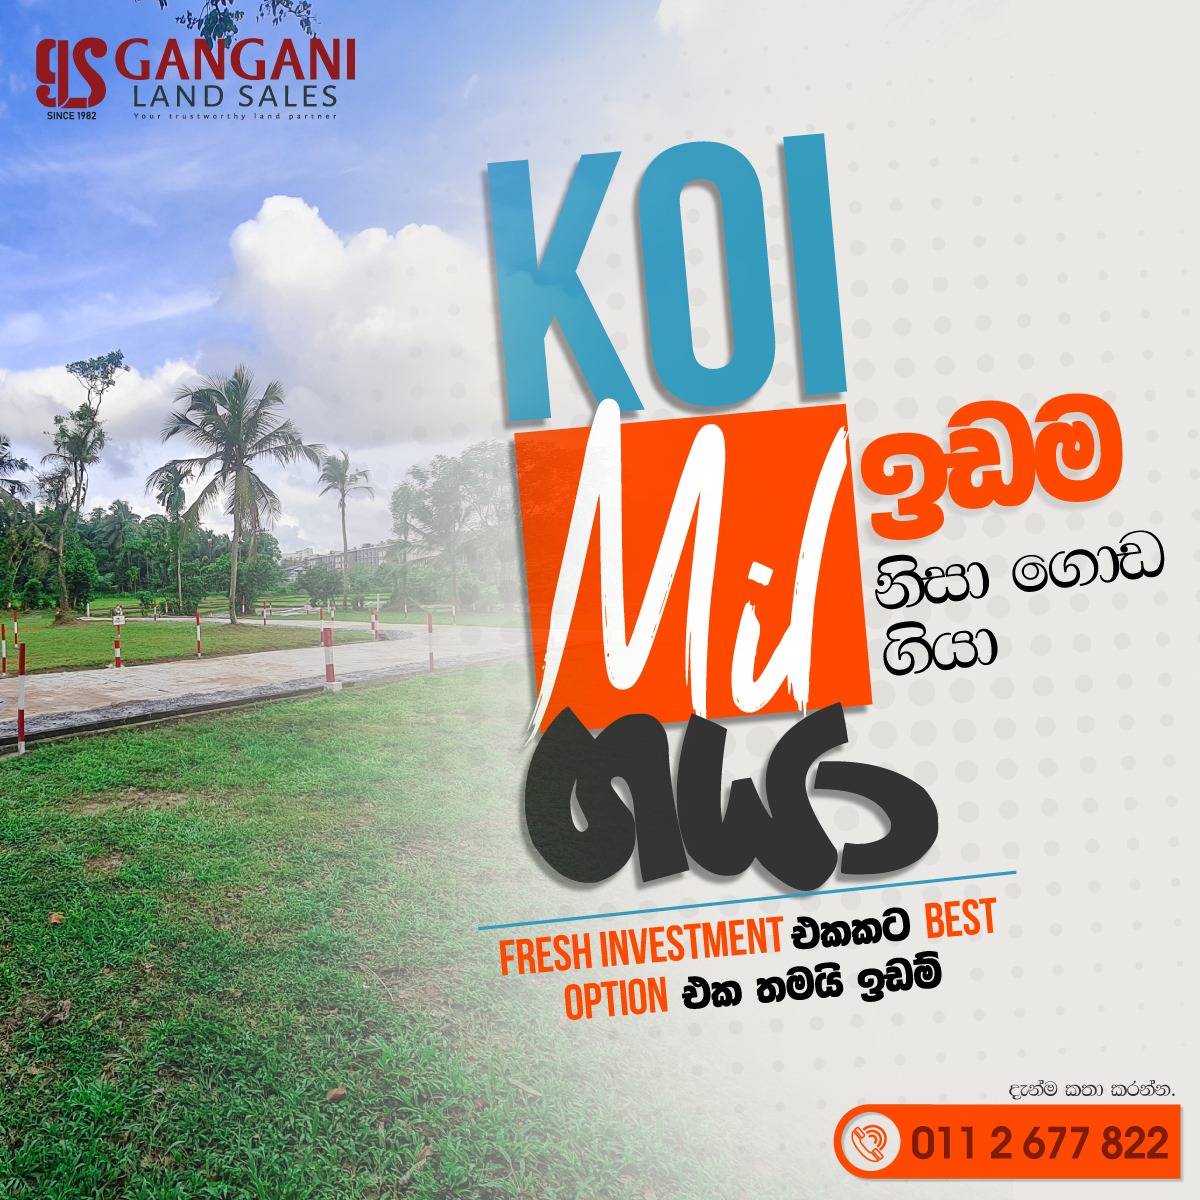 GLS GANGANI
LAND SALES
SINCE 1982
Your trustworthy land partner
KOI
Mil
ගයා
ඉඩම
නිසා ගොඩ
ගියා
FRESH INVESTMENT එකකට BEST
OPTION එක තමයි ඉඩම්
දැන්ම කතා කරන්න.
011 2 677 822